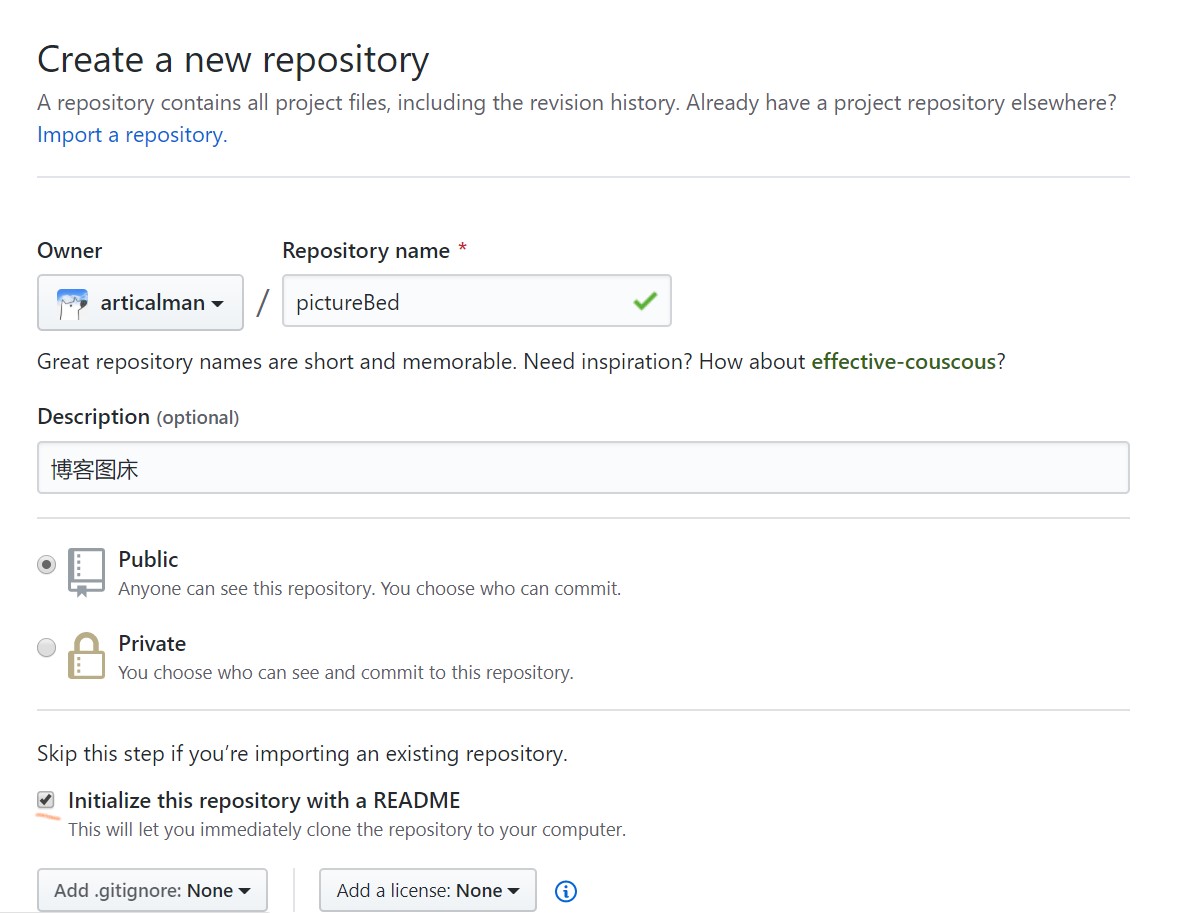 Create a new repository
A repository contains all project files, including the revision history. Already have a project repository elsewhere?
Import a repository.
Owner
Repository name *
articalman
/
pictureBed
Great repository names are short and memorable. Need inspiration? How about effective-couscous?
Description (optional)
博客图床
Public
Anyone can see this repository. You choose who can commit.
Private
You choose who can see and commit to this repository.
Skip this step if you’re importing an existing repository.
Initialize this repository with a README
This will let you immediately clone the repository to your computer.
Add .gitignore: None
Add a license: None